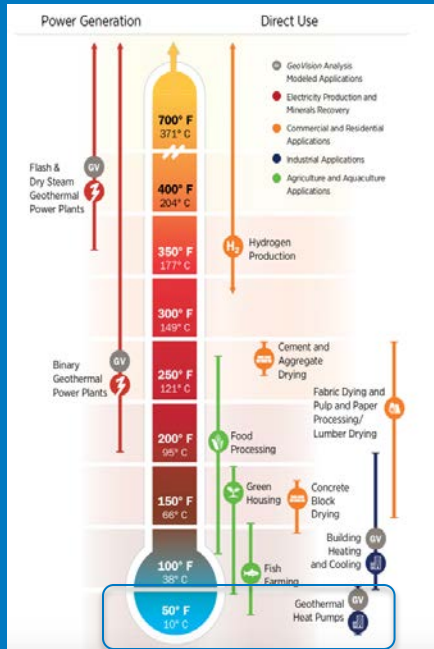 Power Generation
Direct Use
GV
GeoVision Analysis
Modeled Applications
Electricity Production and
Minerals Recovery
Commercial and Residential
Applications
Industrial Applications
Agriculture and Aquaculture
Applications
700° F
371° C
GV
Flash &
Dry Steam
Geothermal
Power Plants
400° F
204° C
350° F
177° C
H₂
Hydrogen
Production
300° F
149° C
Cement and
Aggregate
Drying
GV
Binary
Geothermal
Power Plants
250° F
121° C
Fabric Dying and
Pulp and Paper
Processing/
Lumber Drying
200° F
95° C
Food
Processing
150° F
66° C
Green
Housing
Concrete
Block
Drying
100° F
38° C
Fish
Farming
Building
Heating
and Cooling
GV
50° F
10° C
Geothermal
Heat Pumps
GV